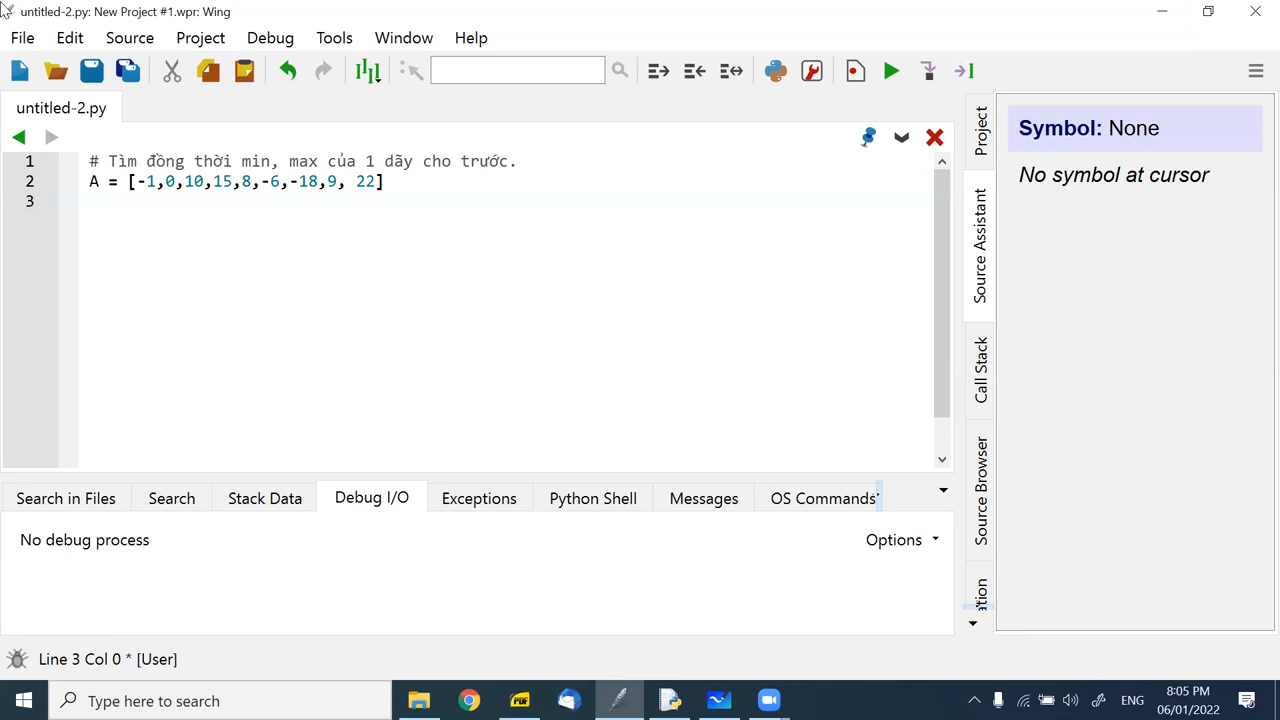 untitled-2.py: New Project #1.wpr: Wing
File Edit Source Project Debug Tools Window Help
untitled-2.py
1 # Tìm đồng thời min, max của 1 dãy cho trước.
2 A = [-1,0,10,15,8,-6,-18,9, 22]
3
Project
Source Assistant
Call Stack
Source Browser
Symbol: None
No symbol at cursor
Search in Files Search Stack Data Debug I/O Exceptions Python Shell Messages OS Commands
No debug process Options
Line 3 Col 0 * [User]
Type here to search
PDF
ENG
8:05 PM
06/01/2022